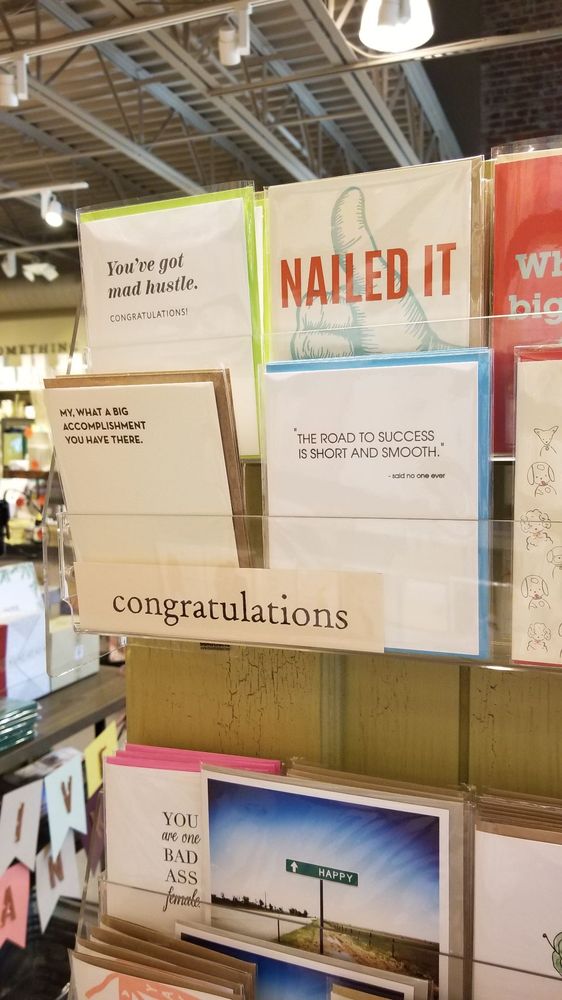 You've got
mad hustle.
CONGRATULATIONS!
NAILED IT
MY, WHAT A BIG
ACCOMPLISHMENT
YOU HAVE THERE.
"THE ROAD TO SUCCESS
IS SHORT AND SMOOTH."
- said no one ever
congratulations
YOU
are one
BAD
ASS
female.
HAPPY